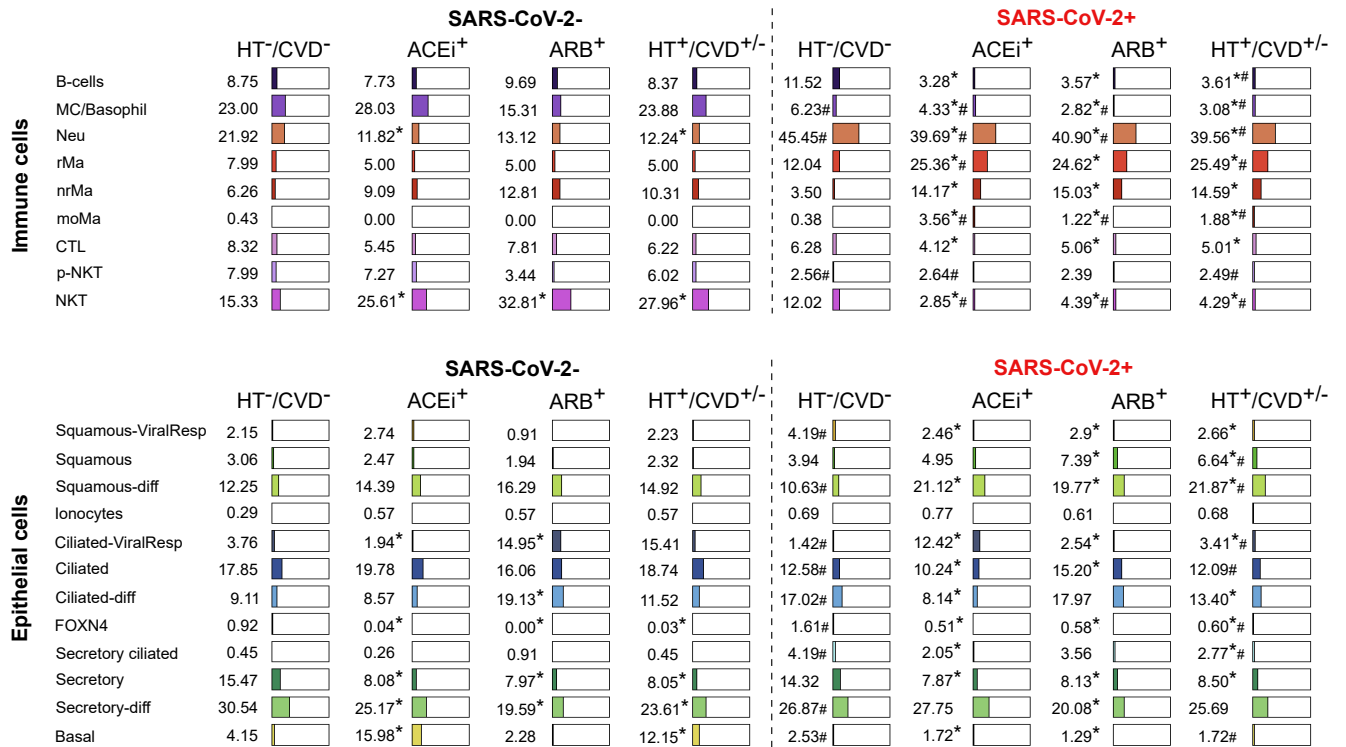 SARS-CoV-2- SARS-CoV-2+
HT⁻/CVD⁻ ACEi⁺ ARB⁺ HT⁺/CVD⁺/⁻ HT⁻/CVD⁻ ACEi⁺ ARB⁺ HT⁺/CVD⁺/⁻
Immune cells
B-cells 8.75 7.73 9.69 8.37 11.52 3.28* 3.57* 3.61*#
MC/Basophil 23.00 28.03 15.31 23.88 6.23# 4.33*# 2.82*# 3.08*#
Neu 21.92 11.82* 13.12 12.24* 45.45# 39.69*# 40.90*# 39.56*#
rMa 7.99 5.00 5.00 5.00 12.04 25.36*# 24.62* 25.49*#
nrMa 6.26 9.09 12.81 10.31 3.50 14.17* 15.03* 14.59*
moMa 0.43 0.00 0.00 0.00 0.38 3.56*# 1.22*# 1.88*#
CTL 8.32 5.45 7.81 6.22 6.28 4.12* 5.06* 5.01*
p-NKT 7.99 7.27 3.44 6.02 2.56# 2.64# 2.39 2.49#
NKT 15.33 25.61* 32.81* 27.96* 12.02 2.85*# 4.39*# 4.29*#
SARS-CoV-2- SARS-CoV-2+
HT⁻/CVD⁻ ACEi⁺ ARB⁺ HT⁺/CVD⁺/⁻ HT⁻/CVD⁻ ACEi⁺ ARB⁺ HT⁺/CVD⁺/⁻
Epithelial cells
Squamous-ViralResp 2.15 2.74 0.91 2.23 4.19# 2.46* 2.9* 2.66*
Squamous 3.06 2.47 1.94 2.32 3.94 4.95 7.39* 6.64*#
Squamous-diff 12.25 14.39 16.29 14.92 10.63# 21.12* 19.77* 21.87*#
Ionocytes 0.29 0.57 0.57 0.57 0.69 0.77 0.61 0.68
Ciliated-ViralResp 3.76 1.94* 14.95* 15.41 1.42# 12.42* 2.54* 3.41*#
Ciliated 17.85 19.78 16.06 18.74 12.58# 10.24* 15.20* 12.09#
Ciliated-diff 9.11 8.57 19.13* 11.52 17.02# 8.14* 17.97 13.40*
FOXN4 0.92 0.04* 0.00* 0.03* 1.61# 0.51* 0.58* 0.60*#
Secretory ciliated 0.45 0.26 0.91 0.45 4.19# 2.05* 3.56 2.77*#
Secretory 15.47 8.08* 7.97* 8.05* 14.32 7.87* 8.13* 8.50*
Secretory-diff 30.54 25.17* 19.59* 23.61* 26.87# 27.75 20.08* 25.69
Basal 4.15 15.98* 2.28 12.15* 2.53# 1.72* 1.29* 1.72#